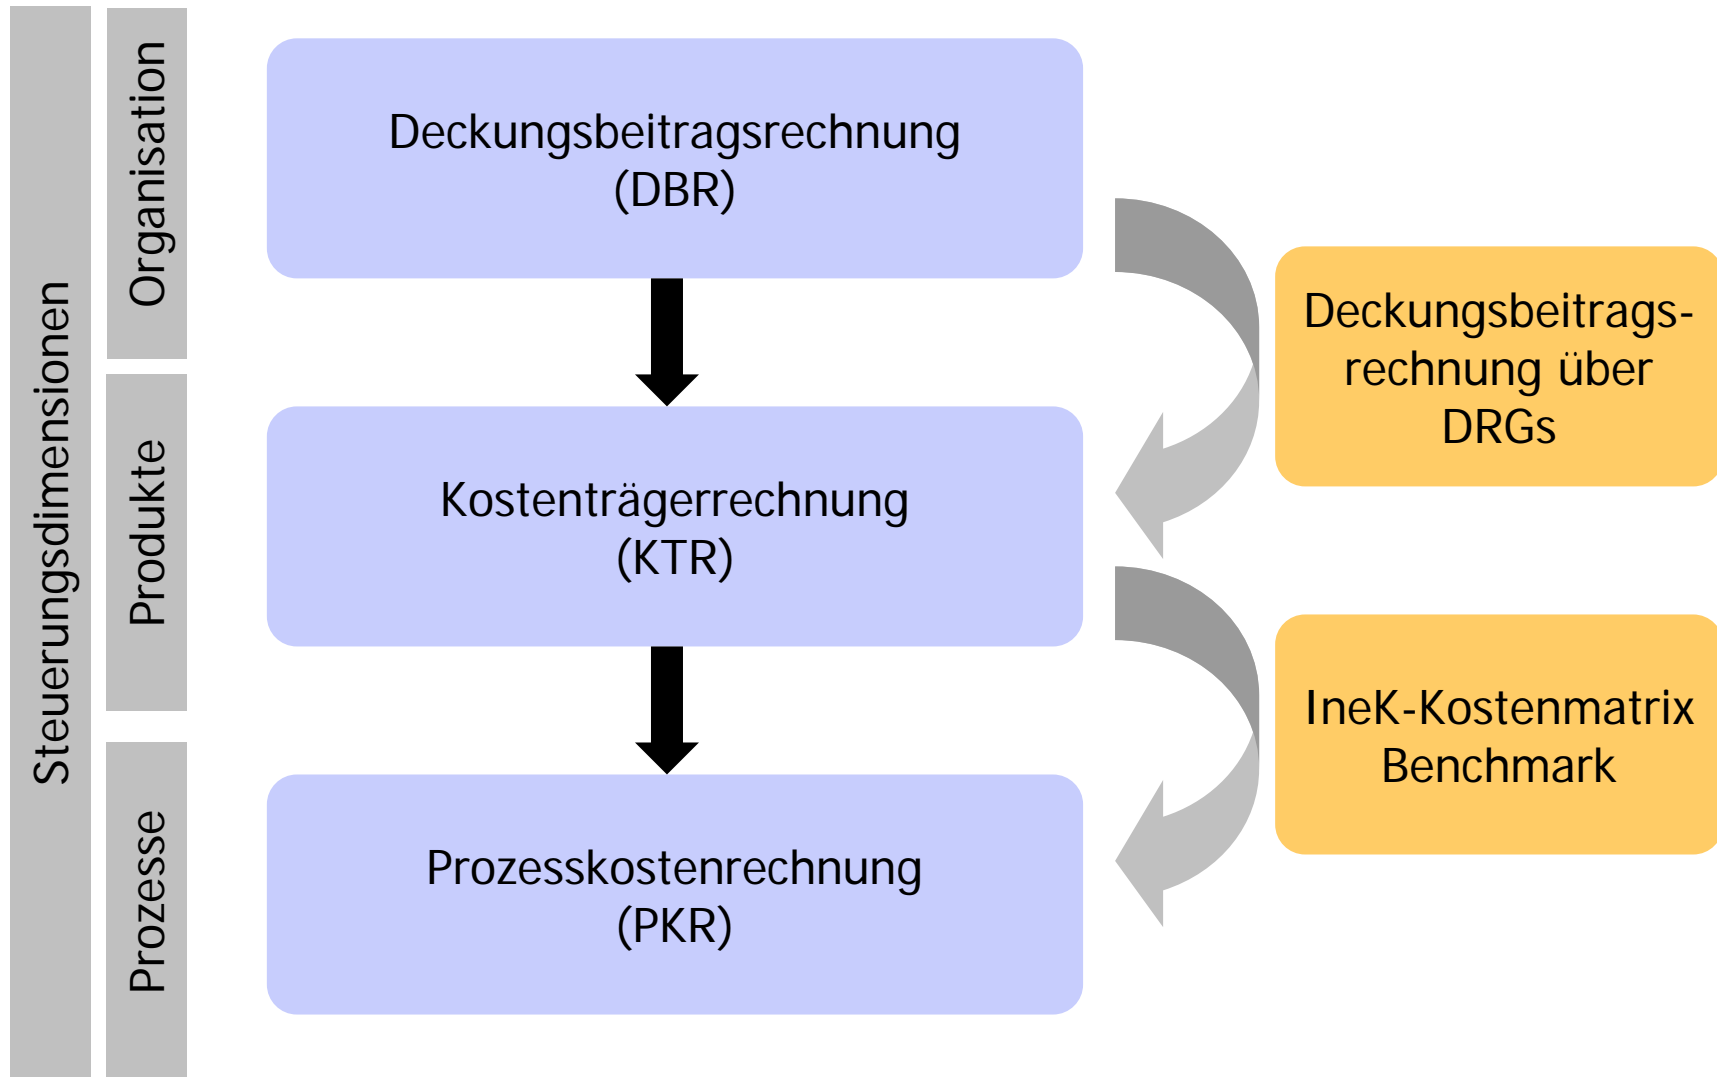 Steuerungsdimensionen
Organisation
Deckungsbeitragsrechnung
(DBR)
Deckungsbeitrags-
rechnung über
DRGs
Produkte
Kostenträgerrechnung
(KTR)
IneK-Kostenmatrix
Benchmark
Prozesse
Prozesskostenrechnung
(PKR)